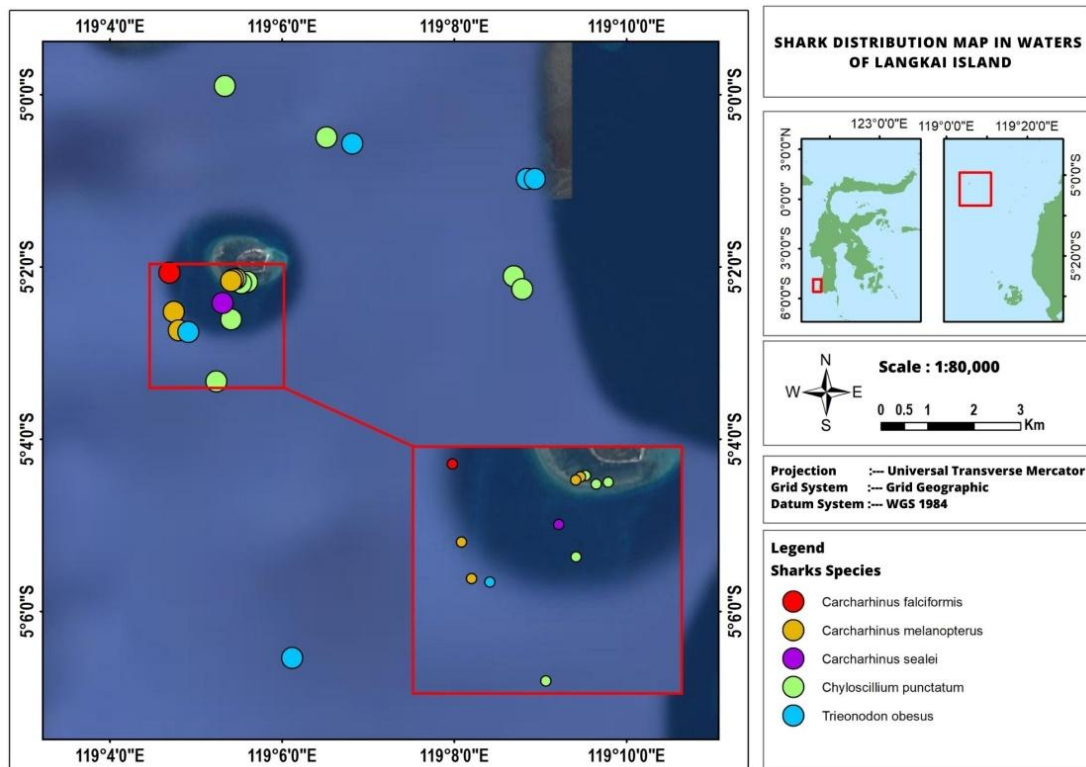 119°4'0"E 119°6'0"E 119°8'0"E 119°10'0"E
5°0'0"S
5°2'0"S
5°4'0"S
5°6'0"S
5°0'0"S
5°2'0"S
5°4'0"S
5°6'0"S
119°4'0"E 119°6'0"E 119°8'0"E 119°10'0"E
SHARK DISTRIBUTION MAP IN WATERS
OF LANGKAI ISLAND
123°0'0"E
3°0'0"N
0°0'0"
3°0'0"S
6°0'0"S
119°0'0"E 119°20'0"E
5°0'0"S
5°20'0"S
N
W E
S
Scale : 1:80,000
0 0.5 1 2 3
Km
Projection :--- Universal Transverse Mercator
Grid System :--- Grid Geographic
Datum System :--- WGS 1984
Legend
Sharks Species
Carcharhinus falciformis
Carcharhinus melanopterus
Carcharhinus sealei
Chyloscillium punctatum
Trieonodon obesus